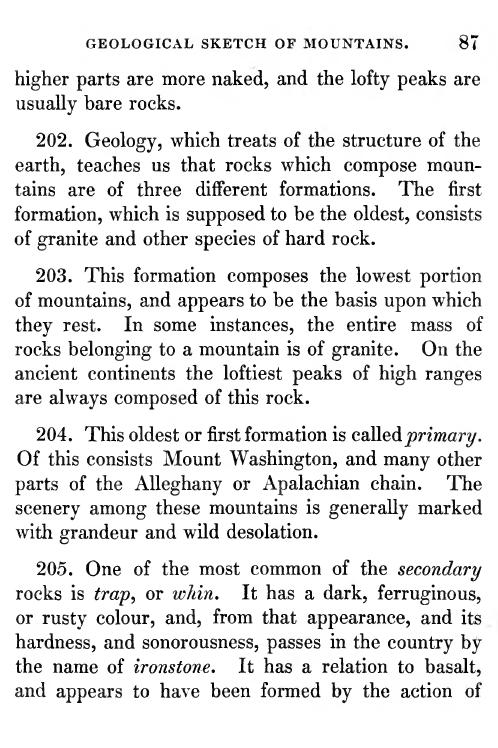 GEOLOGICAL SKETCH OF MOUNTAINS. 87
higher parts are more naked, and the lofty peaks are
usually bare rocks.
202. Geology, which treats of the structure of the
earth, teaches us that rocks which compose moun-
tains are of three different formations. The first
formation, which is supposed to be the oldest, consists
of granite and other species of hard rock.
203. This formation composes the lowest portion
of mountains, and appears to be the basis upon which
they rest. In some instances, the entire mass of
rocks belonging to a mountain is of granite. On the
ancient continents the loftiest peaks of high ranges
are always composed of this rock.
204. This oldest or first formation is called primary.
Of this consists Mount Washington, and many other
parts of the Alleghany or Apalachian chain. The
scenery among these mountains is generally marked
with grandeur and wild desolation.
205. One of the most common of the secondary
rocks is trap, or whin. It has a dark, ferruginous,
or rusty colour, and, from that appearance, and its
hardness, and sonorousness, passes in the country by
the name of ironstone. It has a relation to basalt,
and appears to have been formed by the action of